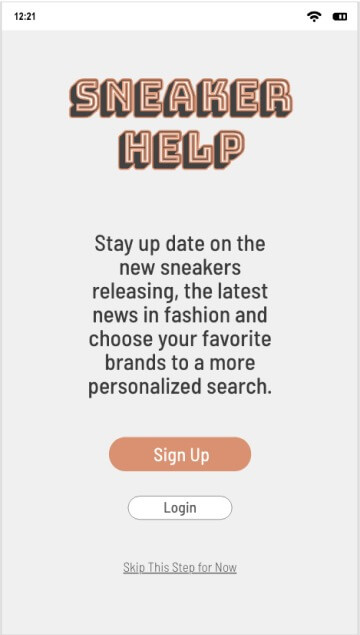 12:21
SNEAKER
HELP
Stay up date on the
new sneakers
releasing, the latest
news in fashion and
choose your favorite
brands to a more
personalized search.
Sign Up
Login
Skip This Step for Now